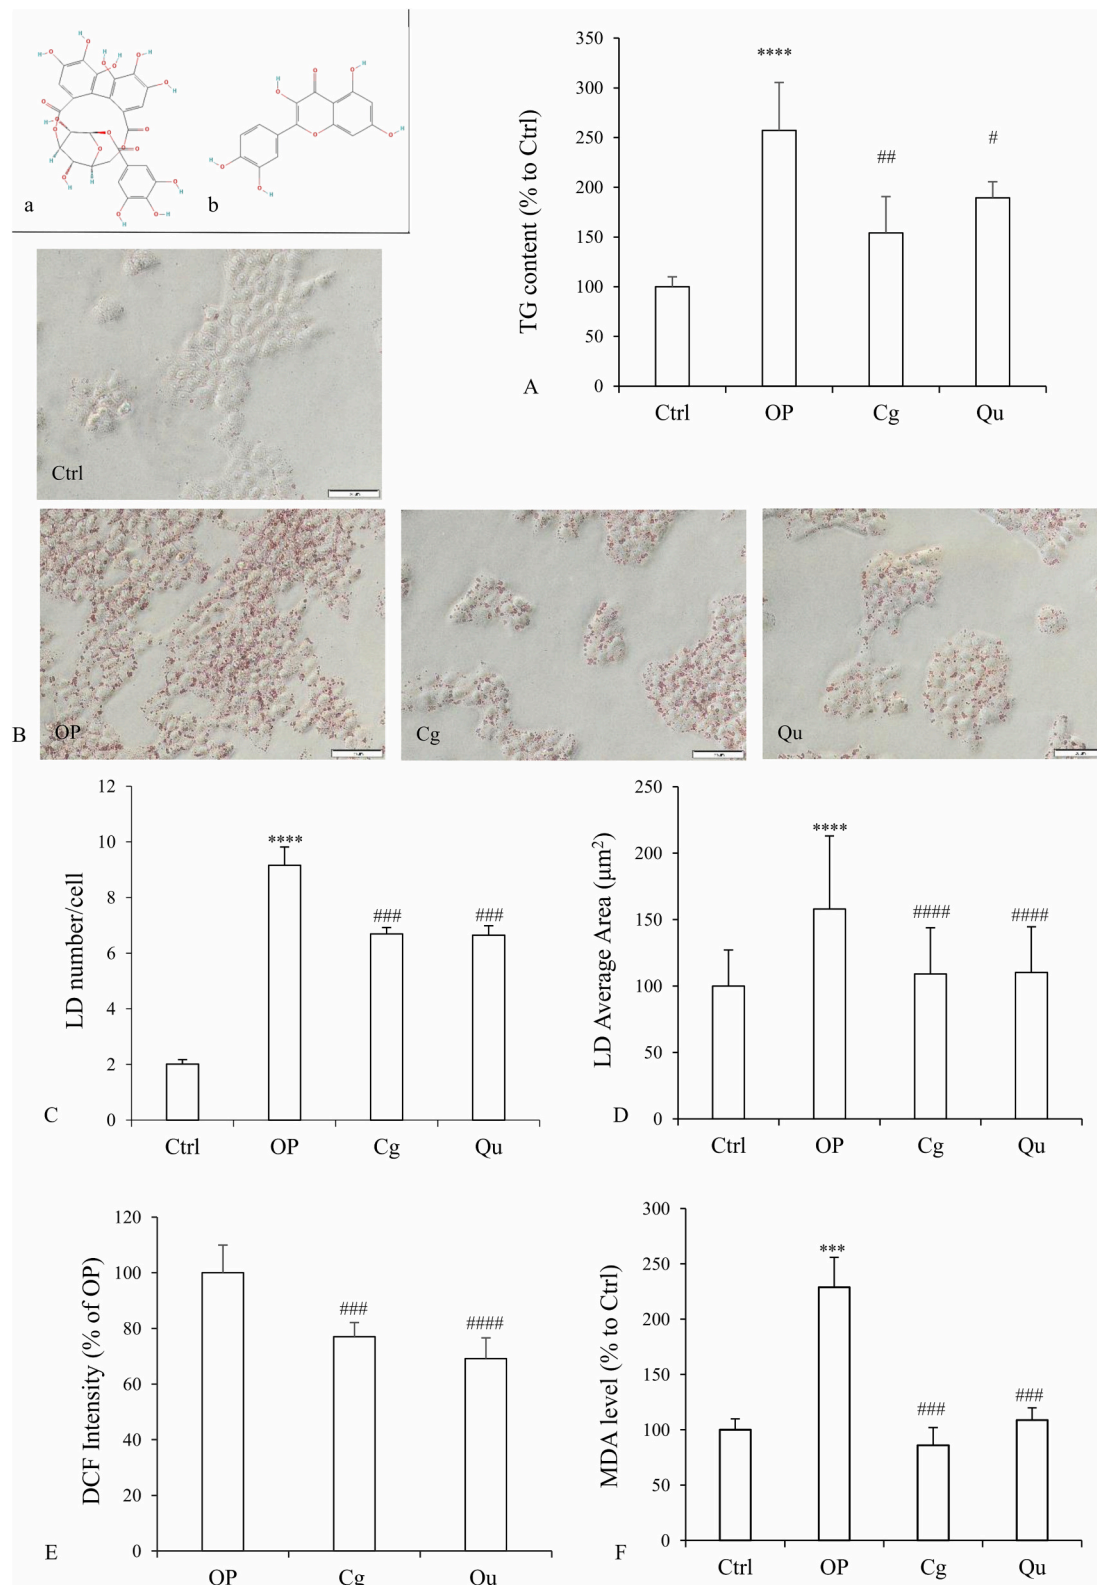 a
b
TG content (% to Ctrl)
350
300
250
200
150
100
50
0
****
##
#
Ctrl OP Cg Qu
A
Ctrl
OP
Cg
Qu
B
LD number/cell
12
10
8
6
4
2
0
****
###
###
Ctrl OP Cg Qu
C
LD Average Area (µm²)
250
200
150
100
50
0
****
####
####
Ctrl OP Cg Qu
D
DCF Intensity (% of OP)
120
100
80
60
40
20
0
###
####
OP Cg Qu
E
MDA level (% to Ctrl)
300
250
200
150
100
50
0
***
###
###
Ctrl OP Cg Qu
F